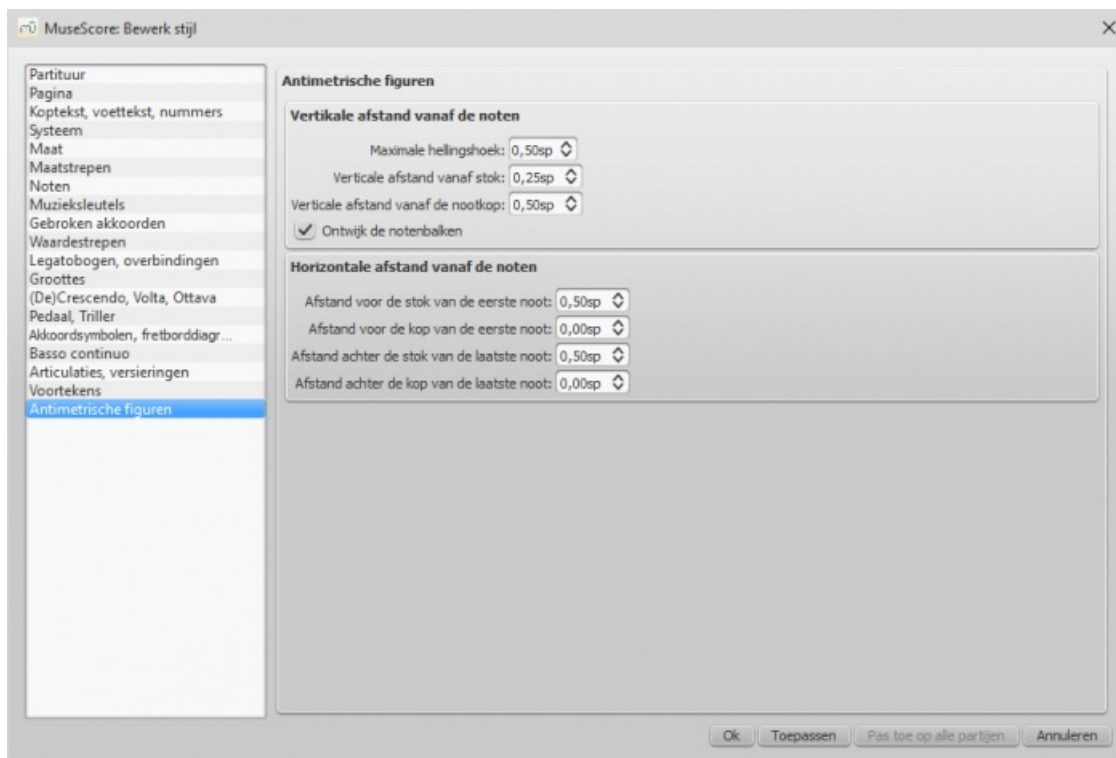 MuseScore: Bewerk stijl
Partituur
Pagina
Koptekst, voettekst, nummers
Systeem
Maat
Maatstrepen
Noten
Muzieksleutels
Gebroken akkoorden
Waardestrepen
Legatobogen, overbindingen
Groottes
(De)Crescendo, Volta, Ottava
Pedaal, Triller
Akkoordsymbolen, fretborddiagr...
Basso continuo
Articulaties, versieringen
Voortekens
Antimetrische figuren
Antimetrische figuren
Vertikale afstand vanaf de noten
Maximale hellingshoek: 0,50sp
Verticale afstand vanaf stok: 0,25sp
Verticale afstand vanaf de nootkop: 0,50sp
Ontwijk de notenbalken
Horizontale afstand vanaf de noten
Afstand voor de stok van de eerste noot: 0,50sp
Afstand voor de kop van de eerste noot: 0,00sp
Afstand achter de stok van de laatste noot: 0,50sp
Afstand achter de kop van de laatste noot: 0,00sp
Ok Toepassen Pas toe op alle partijen Annuleren